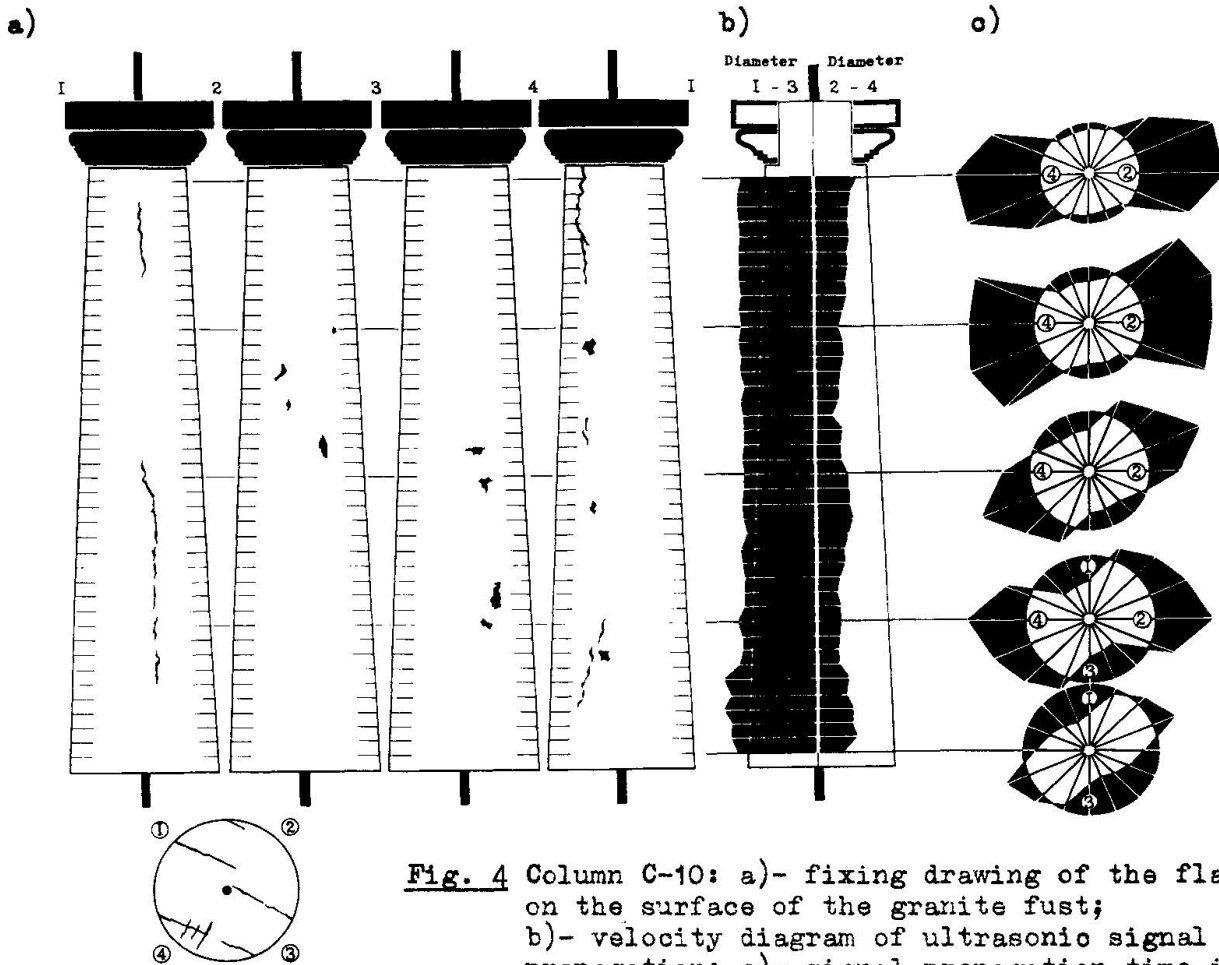 a)
b)
c)
I 2 3 4 I
Diameter Diameter
I - 3 2 - 4
④ ②
④ ②
④ ②
①
④ ②
③
①
③
① ②
④ ③
Fig. 4 Column C-10: a)- fixing drawing of the fla
on the surface of the granite fust;
b)- velocity diagram of ultrasonic signal